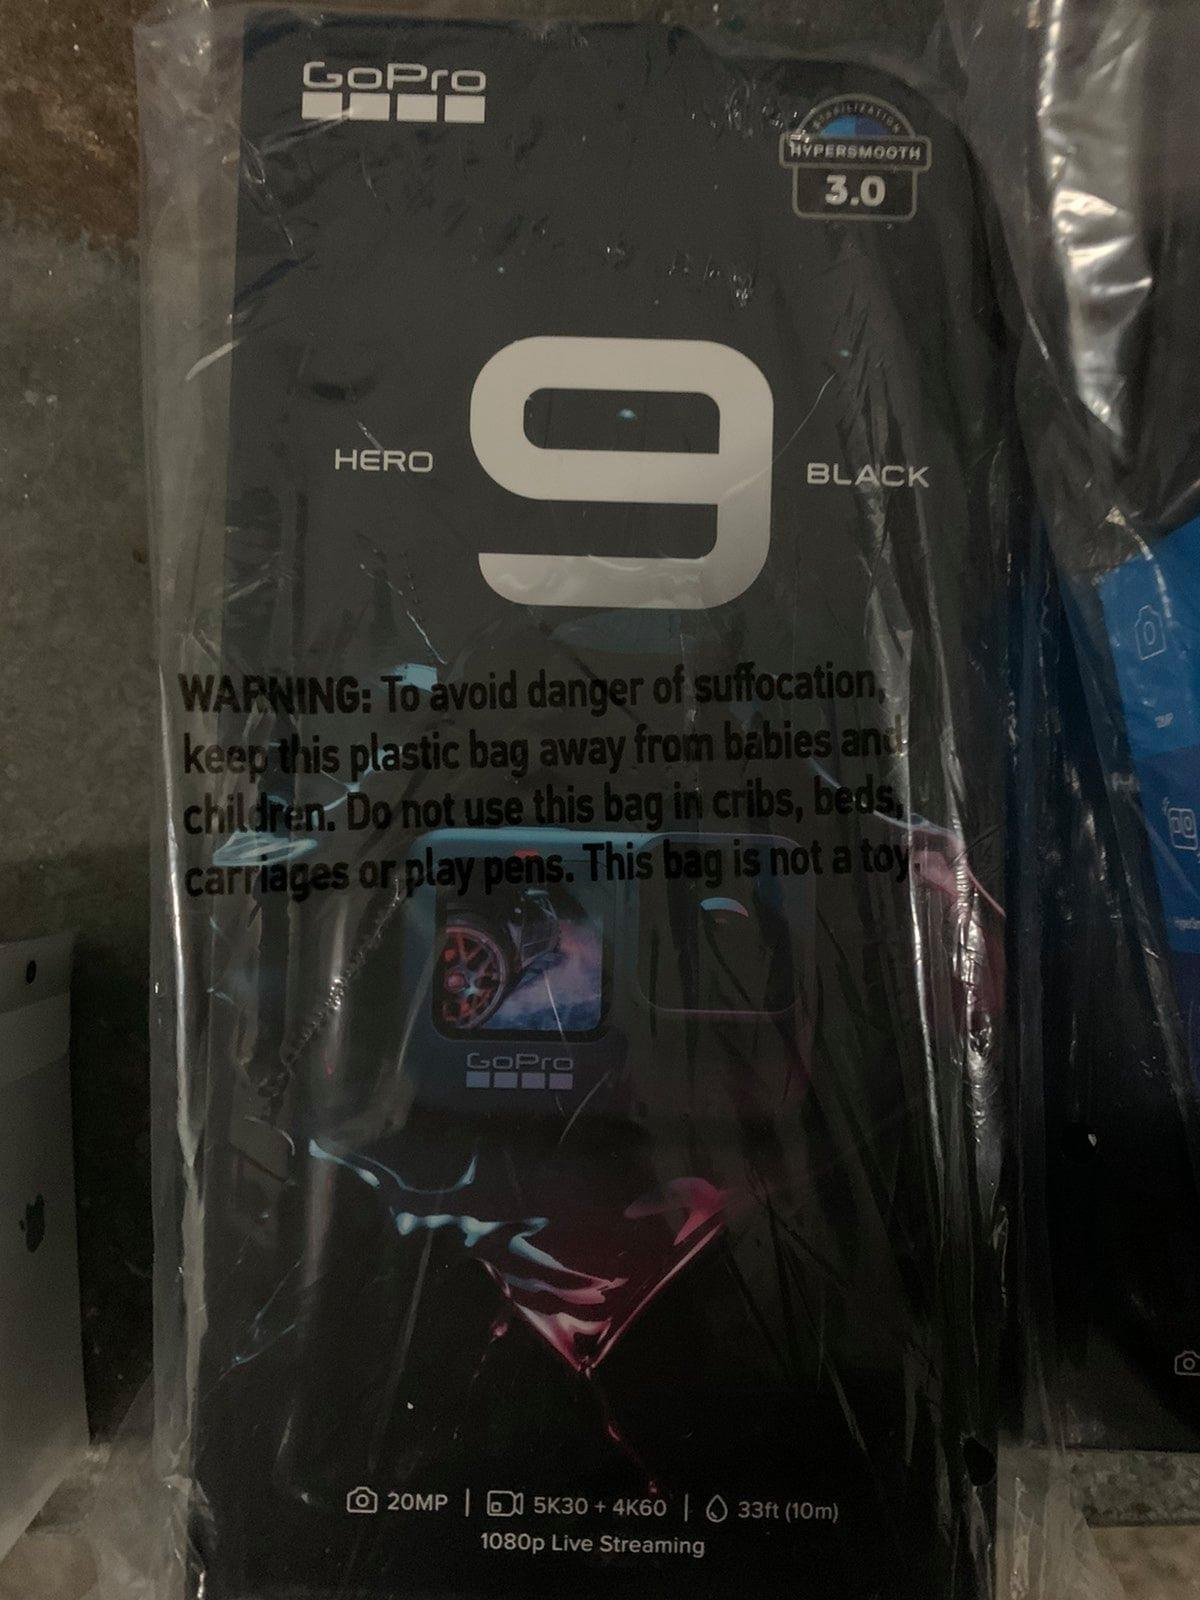 GoPro
STABILIZATION
HYPERSMOOTH
3.0
9
HERO
BLACK
WARNING: To avoid danger of suffocation,
keep this plastic bag away from babies and
children. Do not use this bag in cribs, beds,
carriages or play pens. This bag is not a toy.
GoPro
20MP | 5K30 + 4K60 | 33ft (10m)
1080p Live Streaming